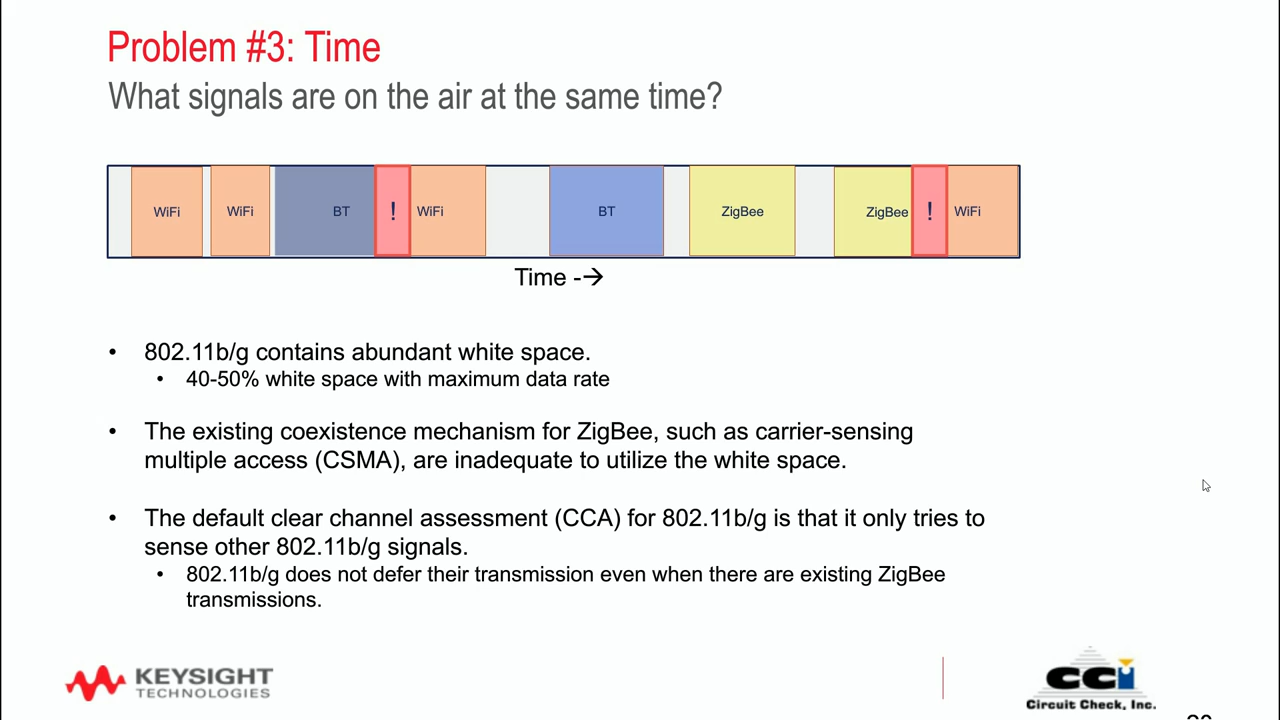 Problem #3: Time
What signals are on the air at the same time?
WiFi WiFi BT ! WiFi BT ZigBee ZigBee ! WiFi
Time -→
• 802.11b/g contains abundant white space.
• 40-50% white space with maximum data rate
• The existing coexistence mechanism for ZigBee, such as carrier-sensing
multiple access (CSMA), are inadequate to utilize the white space.
• The default clear channel assessment (CCA) for 802.11b/g is that it only tries to
sense other 802.11b/g signals.
• 802.11b/g does not defer their transmission even when there are existing ZigBee
transmissions.
KEYSIGHT
TECHNOLOGIES
CCi
Circuit Check, Inc.